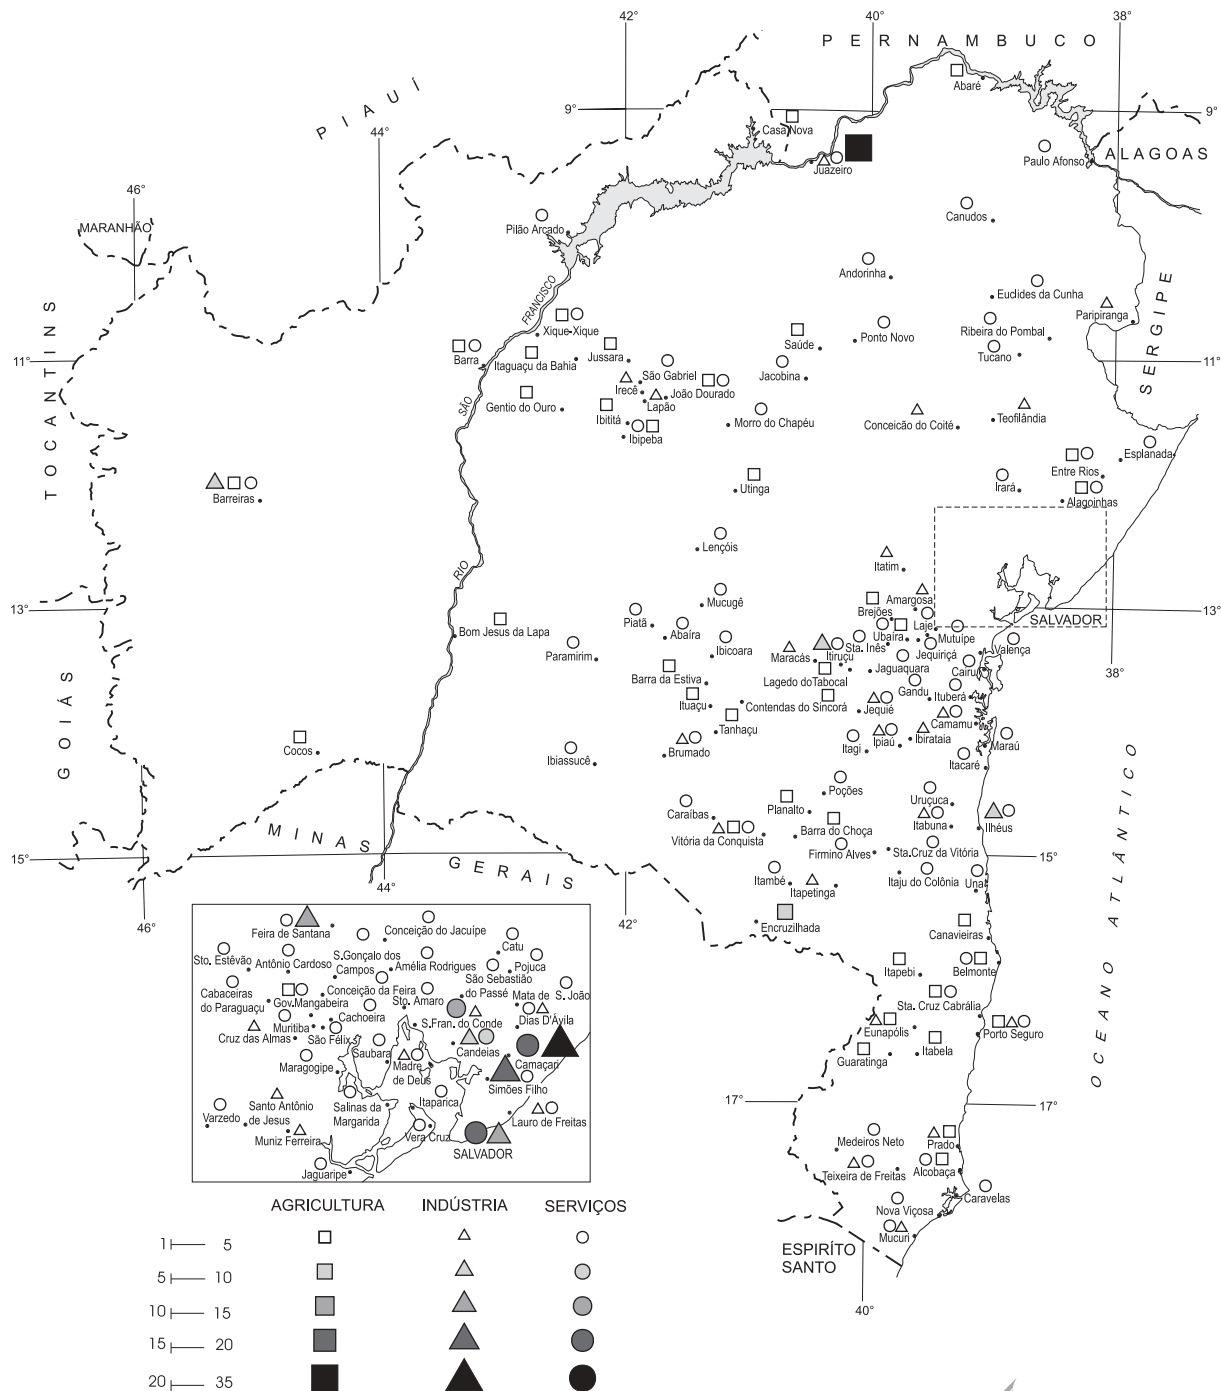 42°
40°
38°
P E R N A M B U C O
Abaré
9°
9°
P I A U Í
44°
Casa Nova
Juazeiro
Paulo Afonso
ALAGOAS
46°
MARANHÃO
Pilão Arcado
Canudos
Andorinha
Euclides da Cunha
SERGIPE
FRANCISCO
Xique-Xique
Paripiranga
Ribeira do Pombal
Ponto Novo
Saúde
Tucano
11°
11°
Barra
Itaguaçu da Bahia
Jussara
São Gabriel
Jacobina
Irecê
João Dourado
Lapão
Gentio do Ouro
SÃO
Ibititá
Ibipeba
Morro do Chapéu
Conceicão do Coité
Teofilândia
TOCANTINS
Esplanada
Entre Rios
Utinga
Irará
Alagoinhas
Barreiras
Lençóis
Itatim
RIO
Mucugê
Amargosa
Brejões
13°
13°
SALVADOR
Piatã
Abaíra
Laje
Mutuípe
Bom Jesus da Lapa
Ibicoara
Sta. Inês
Ubaíra
Jequiriçá
Valença
Paramirim
Maracás
Itiruçu
Jaguaquara
Cairu
38°
Barra da Estiva
Lagedo doTabocal
Gandu
Ituberá
GOIÁS
Ituaçu
Contendas do Sincorá
Jequié
Camamu
Tanhaçu
Ibirataia
Cocos
Brumado
Itagi
Ipiaú
Maraú
Ibiassucê
Itacaré
Poções
Uruçuca
Caraíbas
Planalto
Itabuna
Ilhéus
MINAS GERAIS
Vitória da Conquista
Barra do Choça
Firmino Alves
Sta.Cruz da Vitória
15°
15°
Itaju do Colônia
Una
44°
Itambé
Itapetinga
46°
42°
Encruzilhada
Canavieiras
OCEANO ATLÂNTICO
Itapebi
Belmonte
Sta. Cruz Cabrália
Eunápolis
Porto Seguro
Guaratinga
Itabela
17°
17°
Medeiros Neto
Prado
Teixeira de Freitas
Alcobaça
Caravelas
Nova Viçosa
Mucuri
ESPIRÍTO
SANTO
40°
Feira de Santana
Conceição do Jacuípe
Catu
Sto. Estêvão
Antônio Cardoso
S.Gonçalo dos
Campos
Amélia Rodrigues
Pojuca
São Sebastião
do Passé
Cabaceiras
do Paraguaçu
Conceição da Feira
Gov.Mangabeira
Sto. Amaro
Mata de S. João
Cachoeira
Muritiba
S.Fran. do Conde
Dias D'Ávila
Cruz das Almas
São Félix
Saubara
Candeias
Camaçari
Maragogipe
Madre
de Deus
Simões Filho
Santo Antônio
de Jesus
Salinas da
Margarida
Itaparica
Varzedo
Lauro de Freitas
Muniz Ferreira
Vera Cruz
SALVADOR
Jaguaripe
AGRICULTURA INDÚSTRIA SERVIÇOS
1 5
5 10
10 15
15 20
20 35